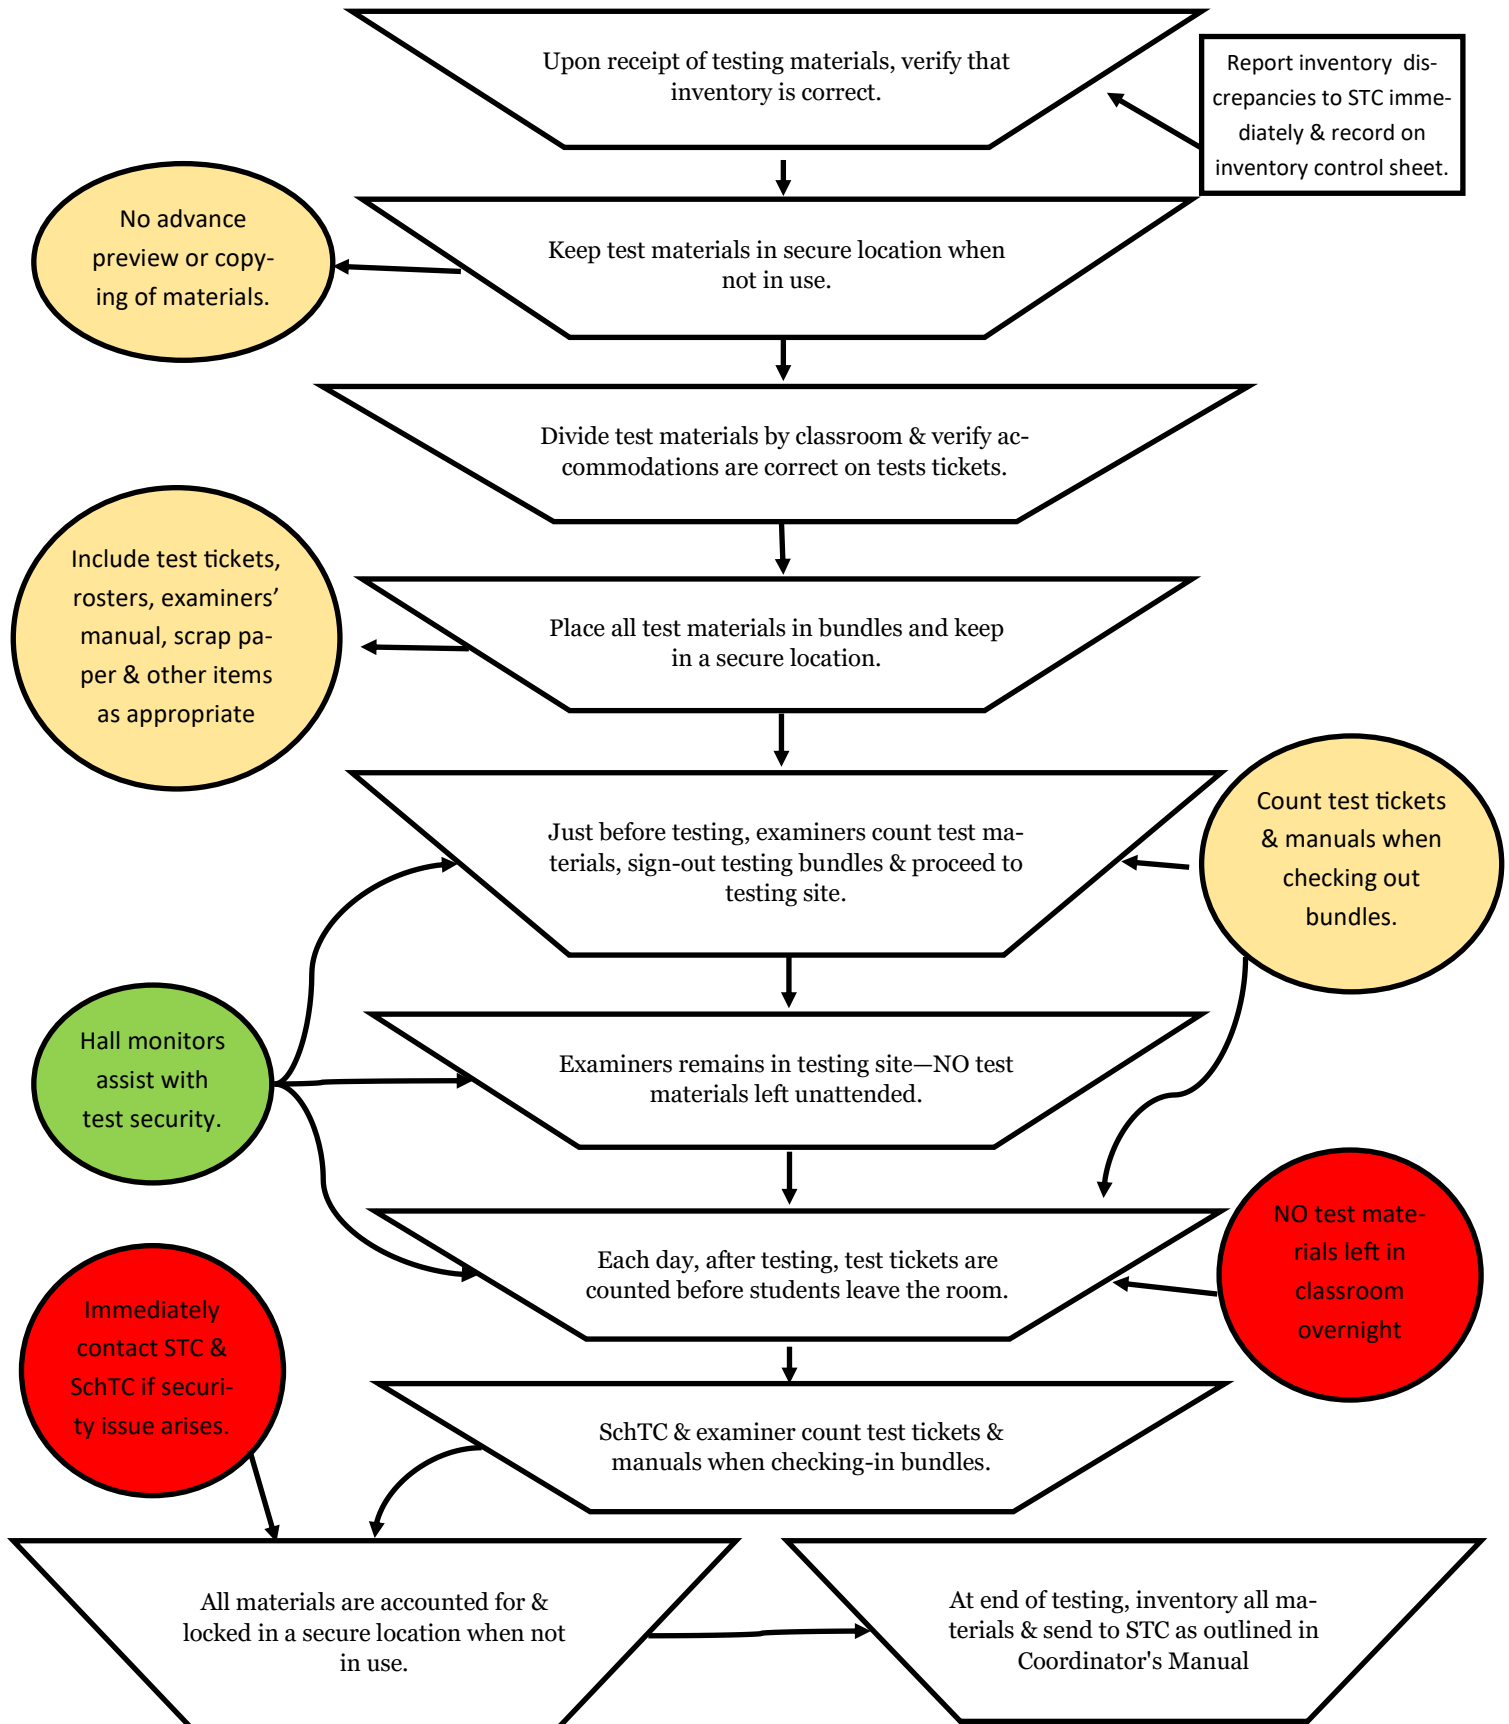 Upon receipt of testing materials, verify that
inventory is correct.
Report inventory dis-
crepancies to STC imme-
diately & record on
inventory control sheet.
No advance
preview or copy-
ing of materials.
Keep test materials in secure location when
not in use.
Divide test materials by classroom & verify ac-
commodations are correct on tests tickets.
Include test tickets,
rosters, examiners’
manual, scrap pa-
per & other items
as appropriate
Place all test materials in bundles and keep
in a secure location.
Just before testing, examiners count test ma-
terials, sign-out testing bundles & proceed to
testing site.
Count test tickets
& manuals when
checking out
bundles.
Hall monitors
assist with
test security.
Examiners remains in testing site—NO test
materials left unattended.
Each day, after testing, test tickets are
counted before students leave the room.
NO test mate-
rials left in
classroom
overnight
Immediately
contact STC &
SchTC if securi-
ty issue arises.
SchTC & examiner count test tickets &
manuals when checking-in bundles.
All materials are accounted for &
locked in a secure location when not
in use.
At end of testing, inventory all ma-
terials & send to STC as outlined in
Coordinator's Manual